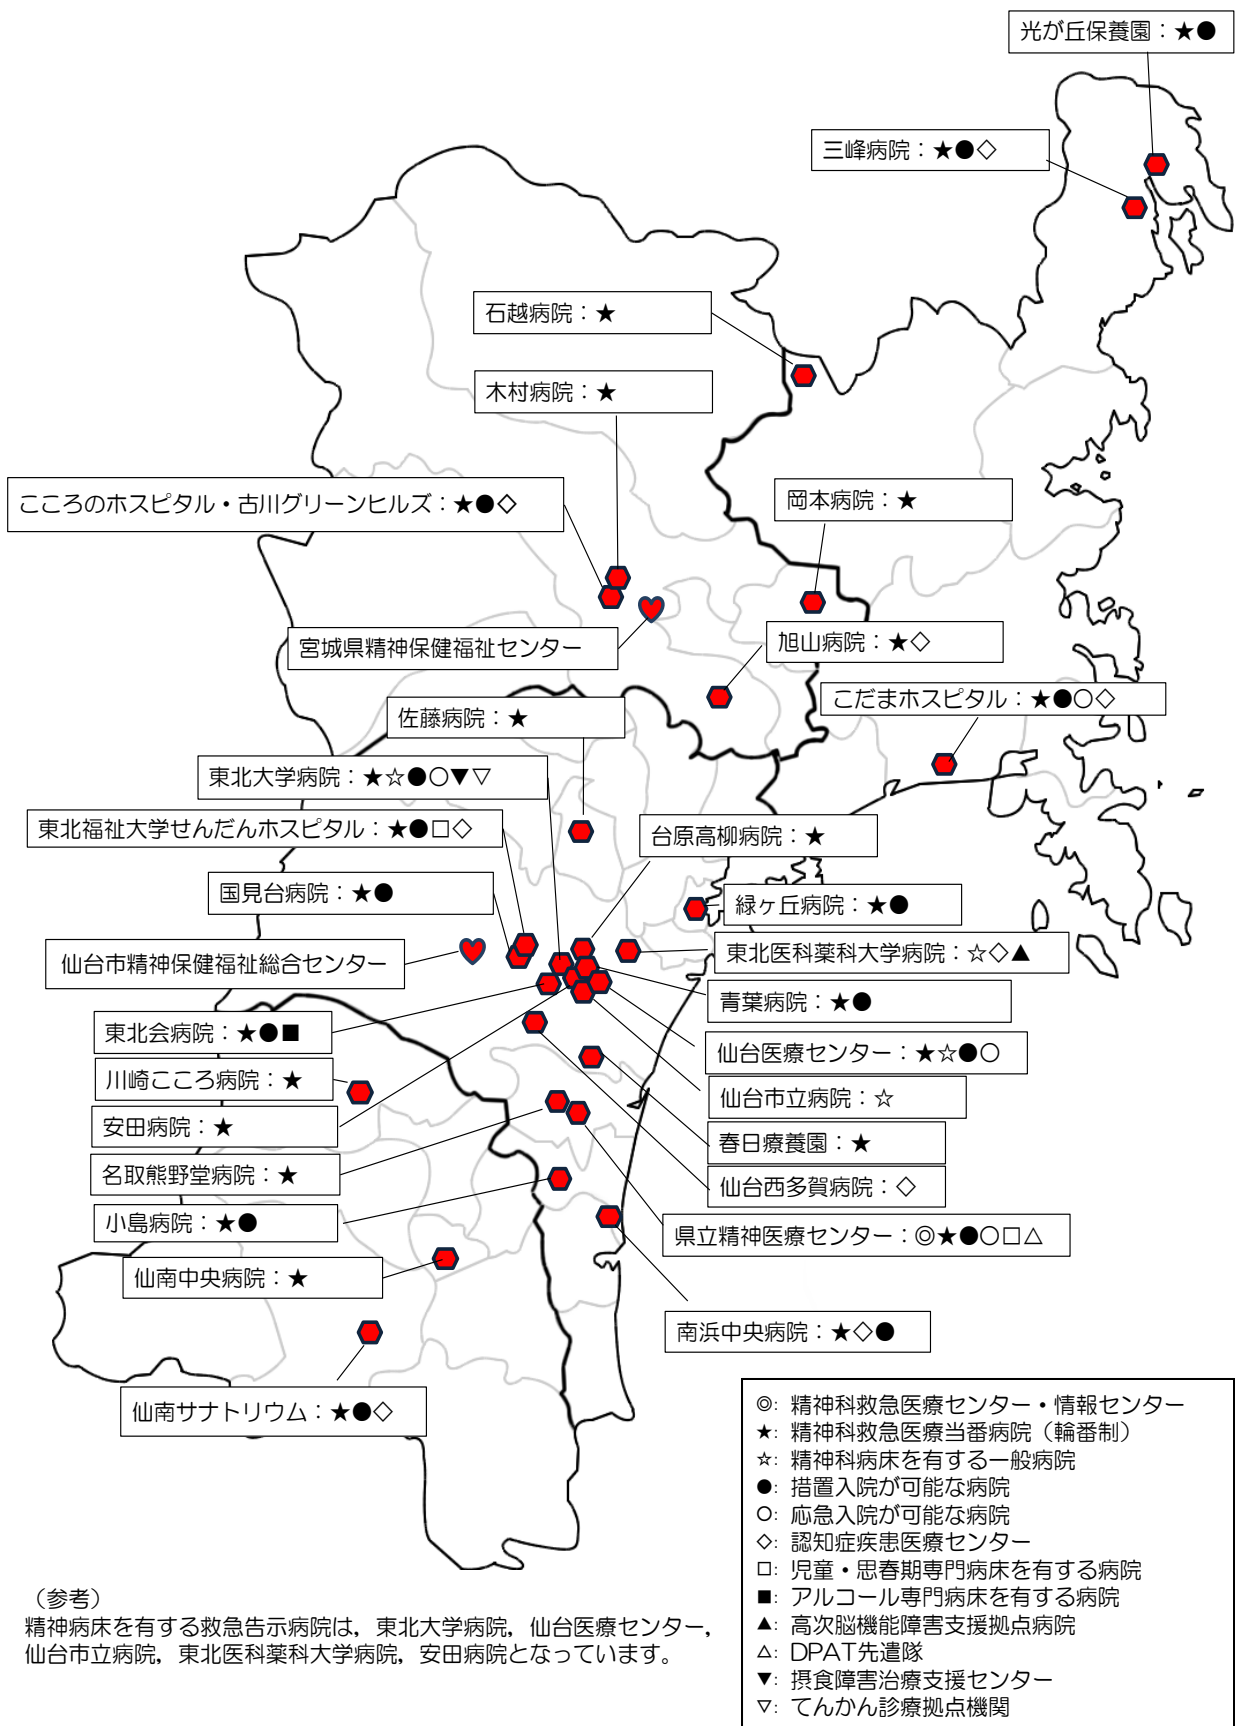 光が丘保養園：★●
三峰病院：★●◇
石越病院：★
木村病院：★
こころのホスピタル・古川グリーンヒルズ：★●◇
岡本病院：★
宮城県精神保健福祉センター
旭山病院：★◇
こだまホスピタル：★●○◇
佐藤病院：★
東北大学病院：★☆●○▼▽
東北福祉大学せんだんホスピタル：★●□◇
台原高柳病院：★
国見台病院：★●
緑ヶ丘病院：★●
仙台市精神保健福祉総合センター
東北医科薬科大学病院：☆◇▲
青葉病院：★●
東北会病院：★●■
仙台医療センター：★☆●○
川崎こころ病院：★
仙台市立病院：☆
安田病院：★
春日療養園：★
名取熊野堂病院：★
仙台西多賀病院：◇
小島病院：★●
県立精神医療センター：◎★●○□△
仙南中央病院：★
南浜中央病院：★◇●
仙南サナトリウム：★●◇
◎: 精神科救急医療センター・情報センター
★: 精神科救急医療当番病院（輪番制）
☆: 精神科病床を有する一般病院
●: 措置入院が可能な病院
○: 応急入院が可能な病院
◇: 認知症疾患医療センター
□: 児童・思春期専門病床を有する病院
■: アルコール専門病床を有する病院
▲: 高次脳機能障害支援拠点病院
△: DPAT先遣隊
▼: 摂食障害治療支援センター
▽: てんかん診療拠点機関
（参考）
精神病床を有する救急告示病院は，東北大学病院，仙台医療センター，
仙台市立病院，東北医科薬科大学病院，安田病院となっています。